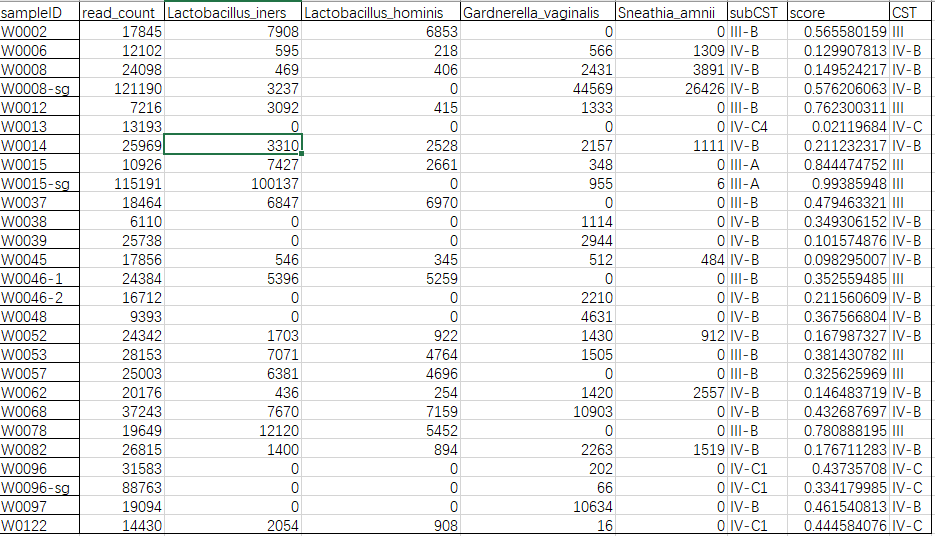 sampleID read_count Lactobacillus_iners Lactobacillus_hominis Gardnerella_vaginalis Sneathia_amnii subCST score CST
W0002 17845 7908 6853 0 0 III-B 0.565580159 III
W0006 12102 595 218 566 1309 IV-B 0.129907813 IV-B
W0008 24098 469 406 2431 3891 IV-B 0.149524217 IV-B
W0008-sg 121190 3237 0 44569 26426 IV-B 0.576206063 IV-B
W0012 7216 3092 415 1333 0 III-B 0.762300311 III
W0013 13193 0 0 0 0 IV-C4 0.02119684 IV-C
W0014 25969 3310 2528 2157 1111 IV-B 0.211232317 IV-B
W0015 10926 7427 2661 348 0 III-A 0.844474752 III
W0015-sg 115191 100137 0 955 6 III-A 0.99385948 III
W0037 18464 6847 6970 0 0 III-B 0.479463321 III
W0038 6110 0 0 1114 0 IV-B 0.349306152 IV-B
W0039 25738 0 0 2944 0 IV-B 0.101574876 IV-B
W0045 17856 546 345 512 484 IV-B 0.098295007 IV-B
W0046-1 24384 5396 5259 0 0 III-B 0.352559485 III
W0046-2 16712 0 0 2210 0 IV-B 0.211560609 IV-B
W0048 9393 0 0 4631 0 IV-B 0.367566804 IV-B
W0052 24342 1703 922 1430 912 IV-B 0.167987327 IV-B
W0053 28153 7071 4764 1505 0 III-B 0.381430782 III
W0057 25003 6381 4696 0 0 III-B 0.325625969 III
W0062 20176 436 254 1420 2557 IV-B 0.146483719 IV-B
W0068 37243 7670 7159 10903 0 IV-B 0.432687697 IV-B
W0078 19649 12120 5452 0 0 III-B 0.780888195 III
W0082 26815 1400 894 2263 1519 IV-B 0.176711283 IV-B
W0096 31583 0 0 202 0 IV-C1 0.43735708 IV-C
W0096-sg 88763 0 0 66 0 IV-C1 0.334179985 IV-C
W0097 19094 0 0 10634 0 IV-B 0.461540813 IV-B
W0122 14430 2054 908 16 0 IV-C1 0.444584076 IV-C